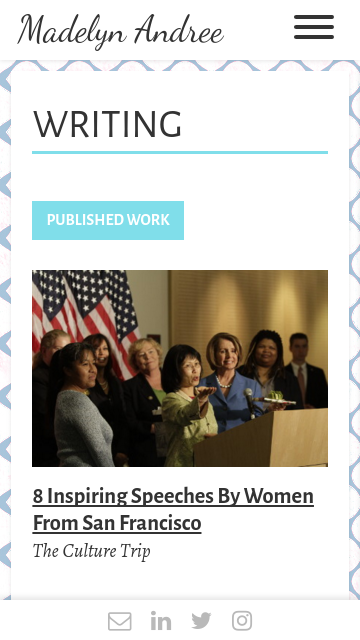 Madelyn Andree
WRITING
PUBLISHED WORK
8 Inspiring Speeches By Women
From San Francisco
The Culture Trip